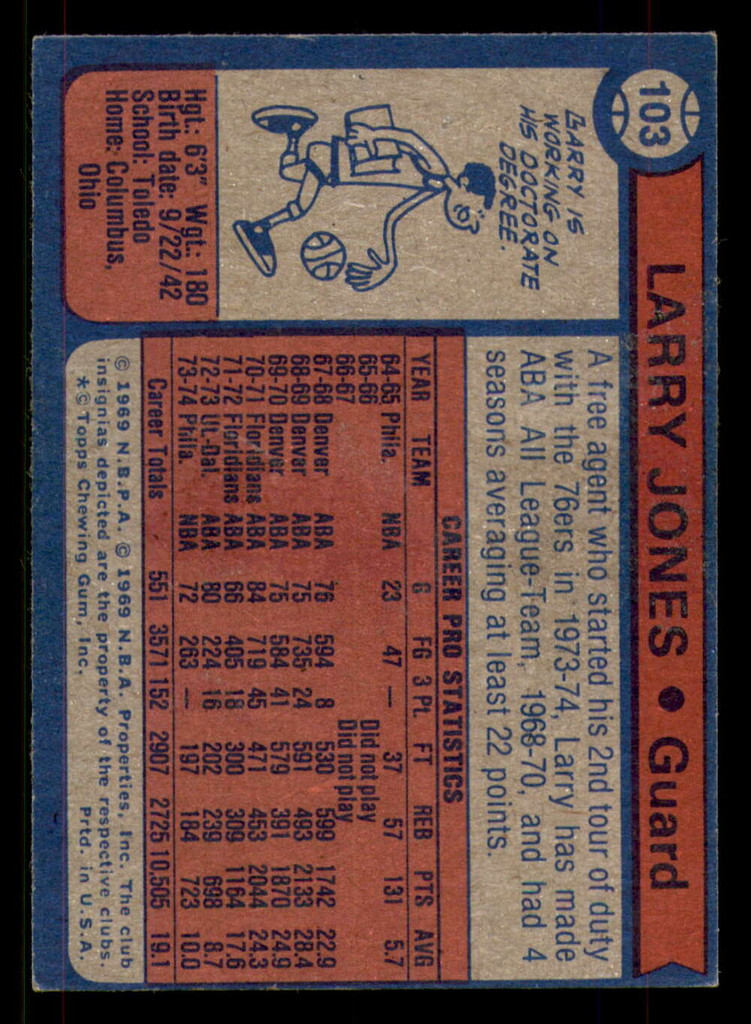 103
LARRY JONES • Guard
LARRY IS
WORKING ON
HIS DOCTORATE
DEGREE.
Hgt.: 6'3" Wgt.: 180
Birth date: 9/22/42
School: Toledo
Home: Columbus,
Ohio
A free agent who started his 2nd tour of duty
with the 76ers in 1973-74, Larry has made
ABA All League-Team, 1968-70, and had 4
seasons averaging at least 22 points.
CAREER PRO STATISTICS
YEAR TEAM G FG 3 Pt. FT REB PTS AVG
64-65 Phila. NBA 23 47 — 37 57 131 5.7
65-66 Did not play
66-67 Did not play
67-68 Denver ABA 76 594 8 530 599 1742 22.9
68-69 Denver ABA 75 735 24 591 493 2133 28.4
69-70 Denver ABA 75 584 41 579 391 1870 24.9
70-71 Floridians ABA 84 719 45 471 453 2044 24.3
71-72 Floridians ABA 66 405 18 300 309 1164 17.6
72-73 Ut.-Dal. ABA 80 224 16 202 239 698 8.7
73-74 Phila. NBA 72 263 — 197 184 723 10.0
Career Totals 551 3571 152 2907 2725 10,505 19.1
© 1969 N.B.P.A. © 1969 N.B.A. Properties, Inc. The club
insignias depicted are the property of the respective clubs.
*© Topps Chewing Gum, Inc. Prtd. in U.S.A.